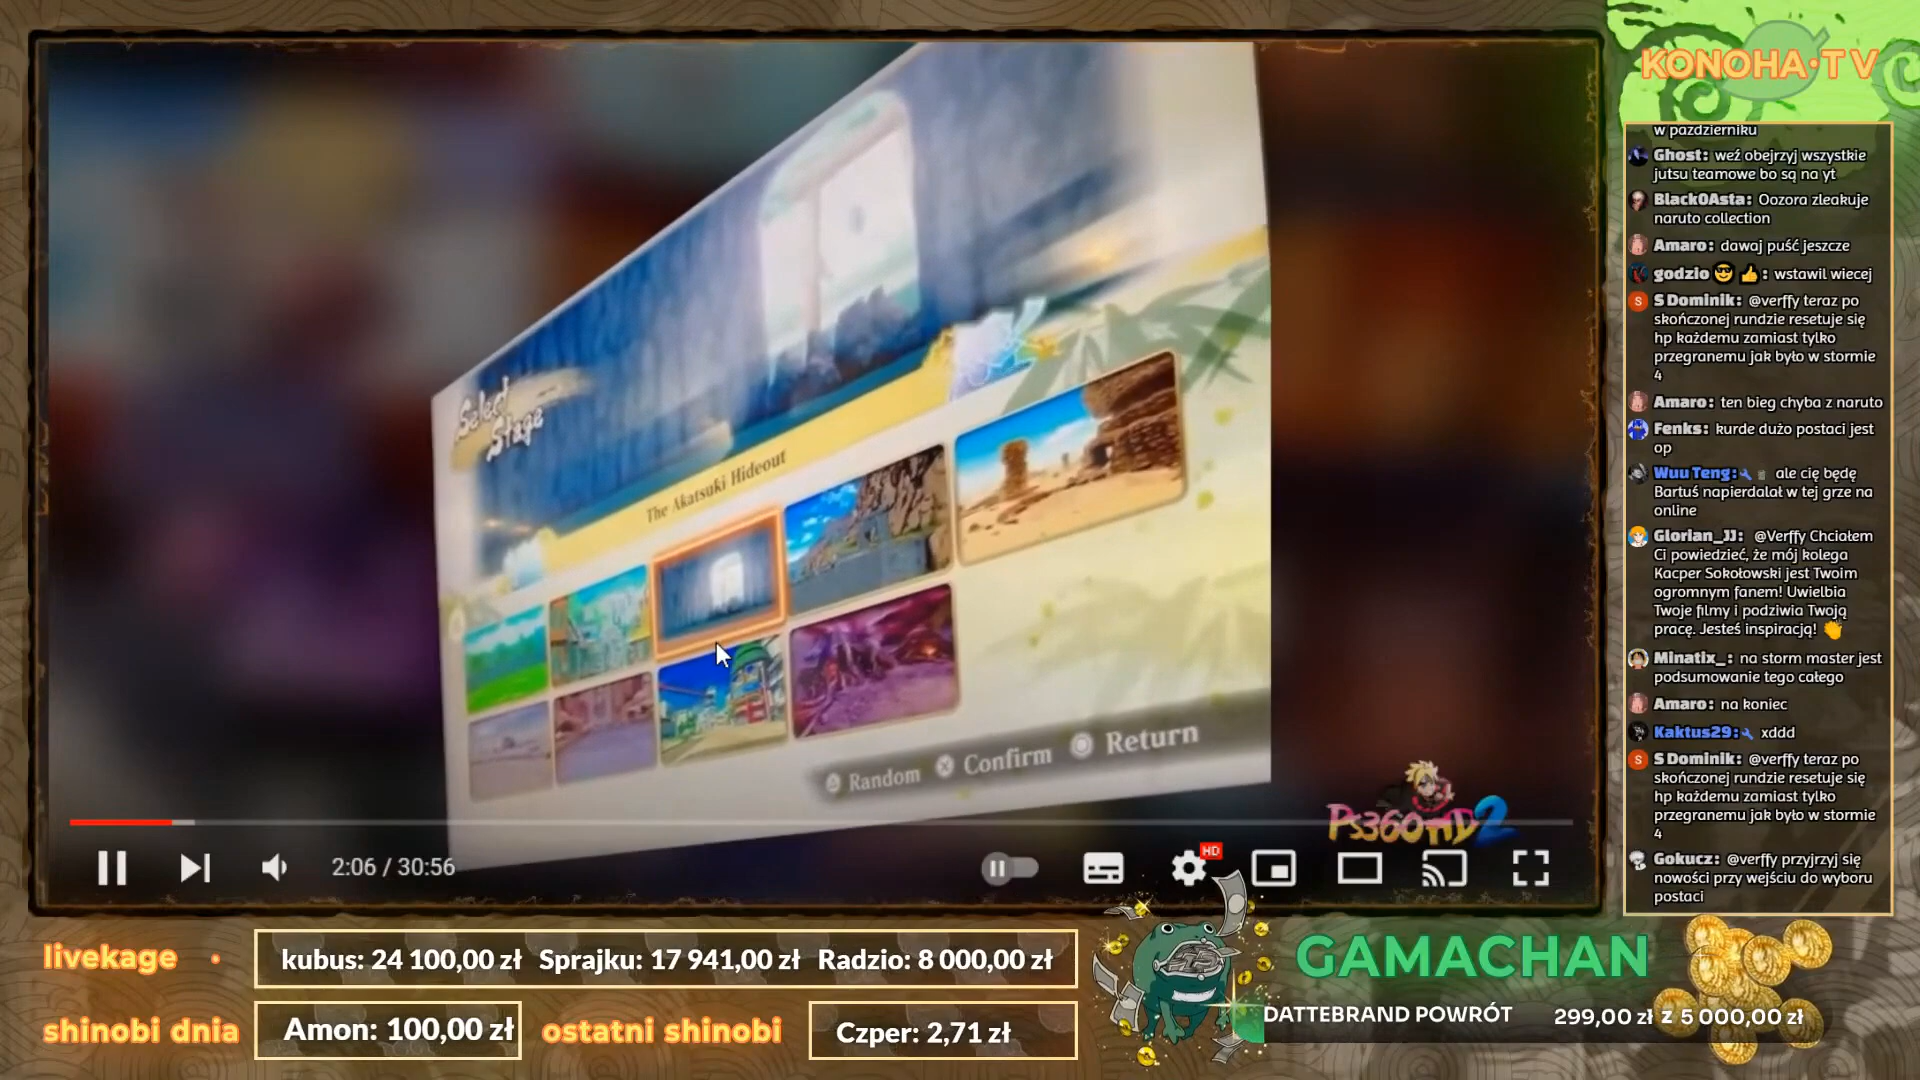 KONOHA·TV
w pazdzierniku
Ghost: weź obejrzyj wszystkie
jutsu teamowe bo są na yt
Black0Asta: Oozora zleakuje
naruto collection
Amaro: dawaj puść jeszcze
godzio 😎 👍: wstawil wiecej
S Dominik: @verffy teraz po
skończonej rundzie resetuje się
hp każdemu zamiast tylko
przegranemu jak było w stormie
4
Amaro: ten bieg chyba z naruto
Fenks: kurde dużo postaci jest
op
Wuu Teng: ale cię będę
Bartuś napierdalał w tej grze na
online
Glorian_JJ: @Verffy Chciałem
Ci powiedzieć, że mój kolega
Kacper Sokołowski jest Twoim
ogromnym fanem! Uwielbia
Twoje filmy i podziwia Twoją
pracę. Jesteś inspiracją! 👏
Minatix_: na storm master jest
podsumowanie tego całego
Amaro: na koniec
Kaktus29: xddd
S Dominik: @verffy teraz po
skończonej rundzie resetuje się
hp każdemu zamiast tylko
przegranemu jak było w stormie
4
Gokucz: @verffy przyjrzyj się
nowości przy wejściu do wyboru
postaci
Select
Stage
The Akatsuki Hideout
Random Confirm Return
Ps360HD2
2:06 / 30:56
HD
livekage
kubus: 24 100,00 zł Sprajku: 17 941,00 zł Radzio: 8 000,00 zł
shinobi dnia
Amon: 100,00 zł
ostatni shinobi
Czper: 2,71 zł
GAMACHAN
DATTEBRAND POWRÓT 299,00 zł z 5 000,00 zł